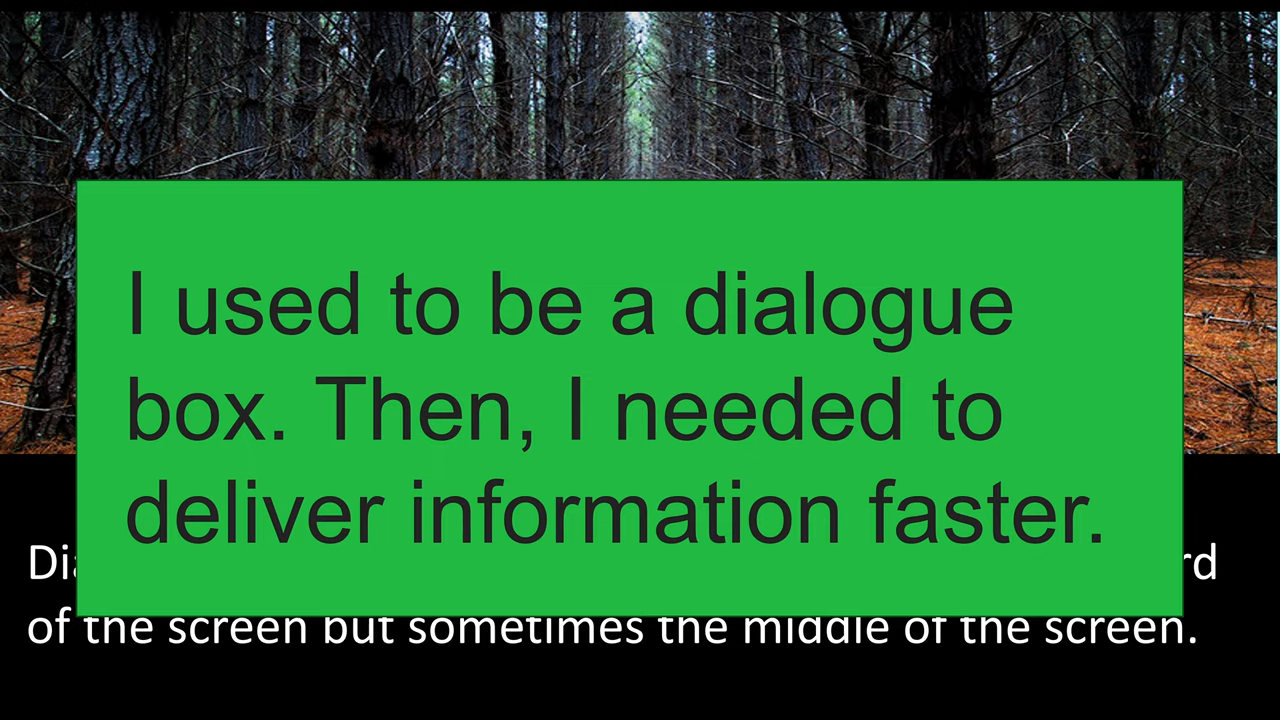 I used to be a dialogue
box. Then, I needed to
deliver information faster.
of the screen but sometimes the middle of the screen.